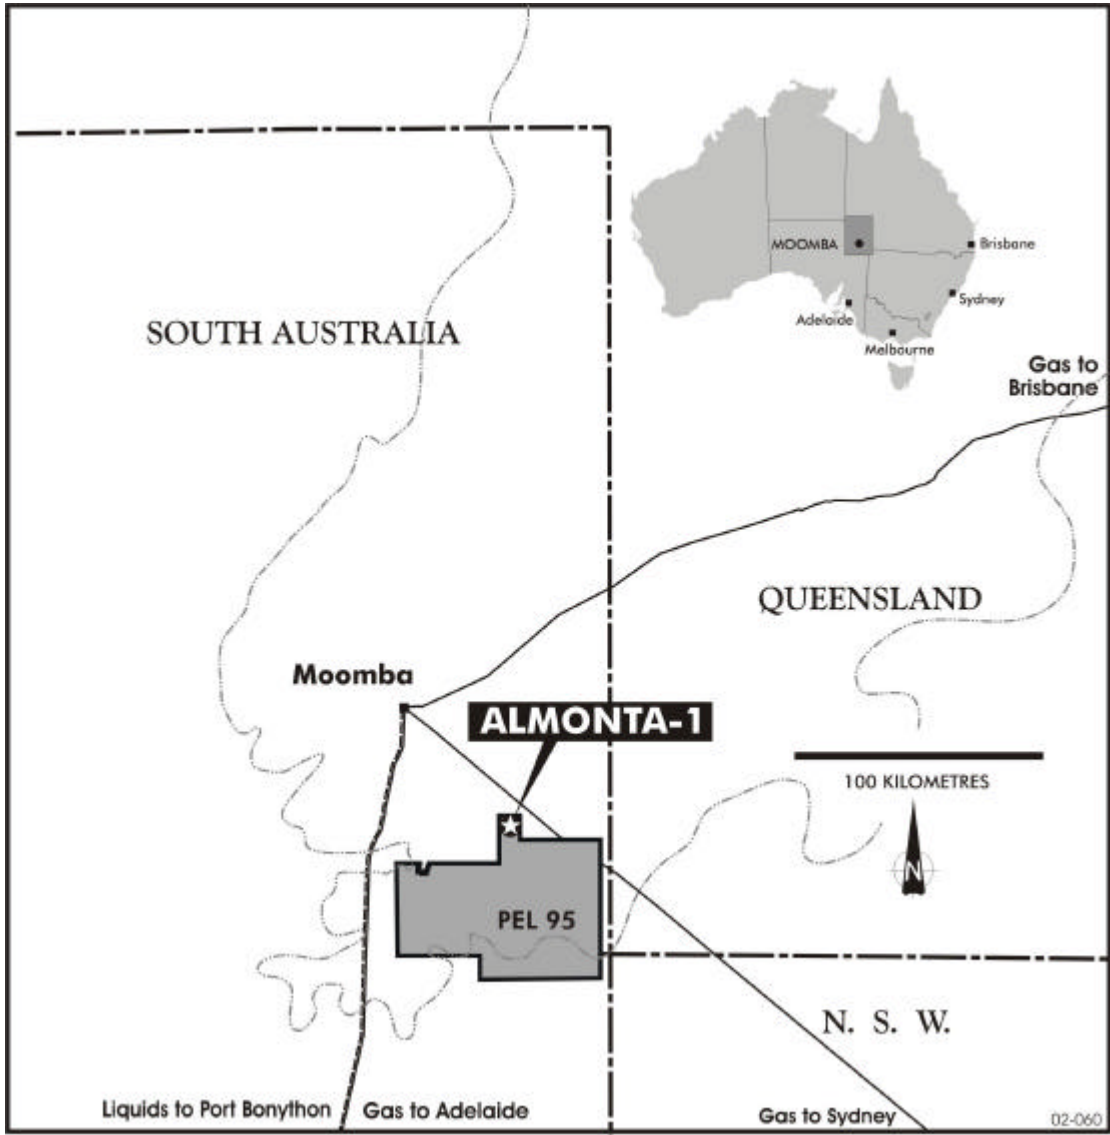 MOOMBA
Brisbane
Sydney
Adelaide
Melbourne
SOUTH AUSTRALIA
Gas to
Brisbane
QUEENSLAND
Moomba
ALMONTA-1
100 KILOMETRES
N
PEL 95
N. S. W.
Liquids to Port Bonython
Gas to Adelaide
Gas to Sydney
02-060